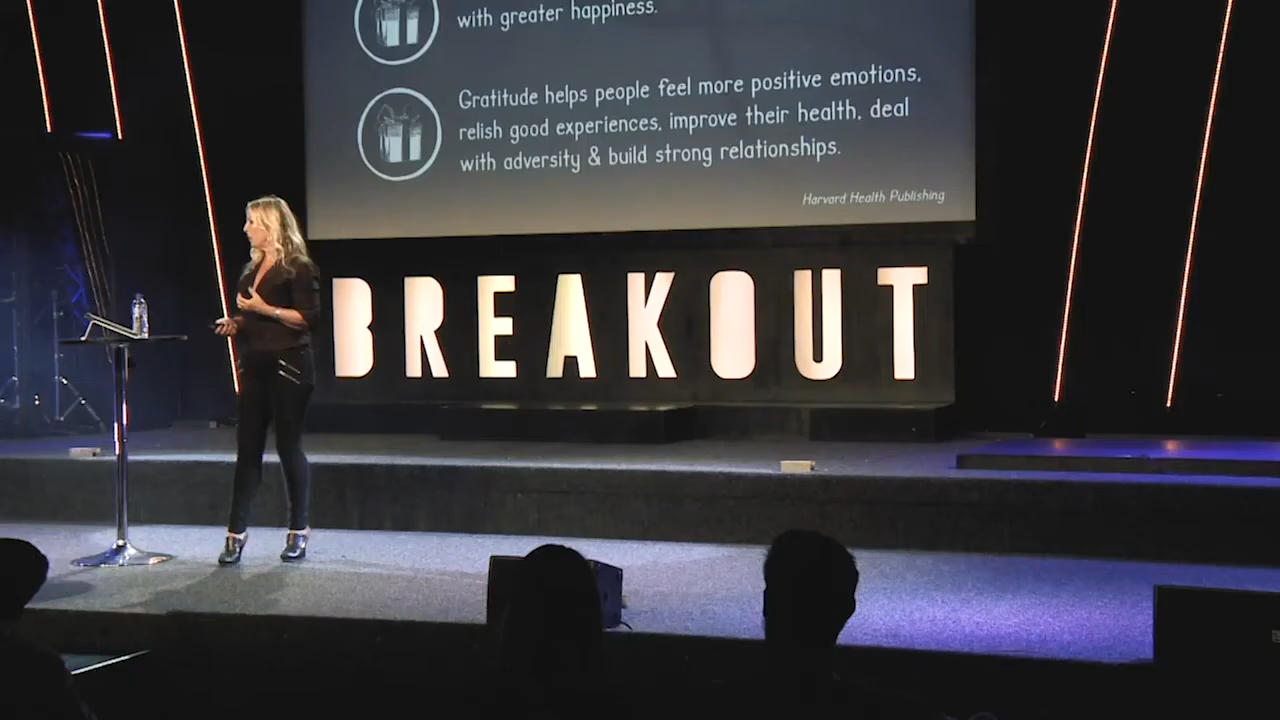 with greater happiness.
Gratitude helps people feel more positive emotions,
relish good experiences, improve their health, deal
with adversity & build strong relationships.
Harvard Health Publishing
BREAKOUT